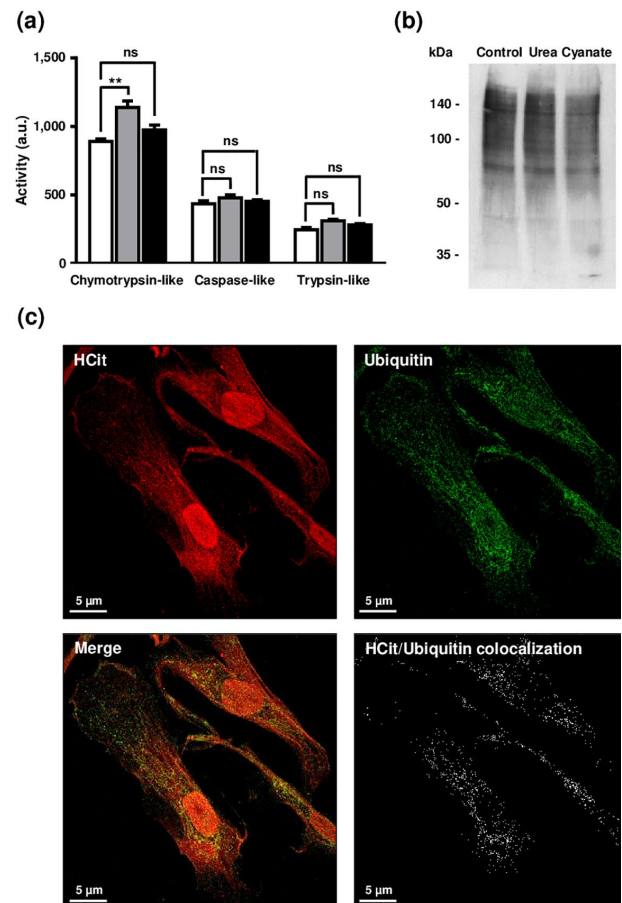 (a)
ns
**
ns
ns
ns
ns
1,500
1,000
500
0
Activity (a.u.)
Chymotrypsin-like Caspase-like Trypsin-like
(b)
kDa Control Urea Cyanate
140 -
100 -
50 -
35 -
(c)
HCit
5 µm
Ubiquitin
5 µm
Merge
5 µm
HCit/Ubiquitin colocalization
5 µm